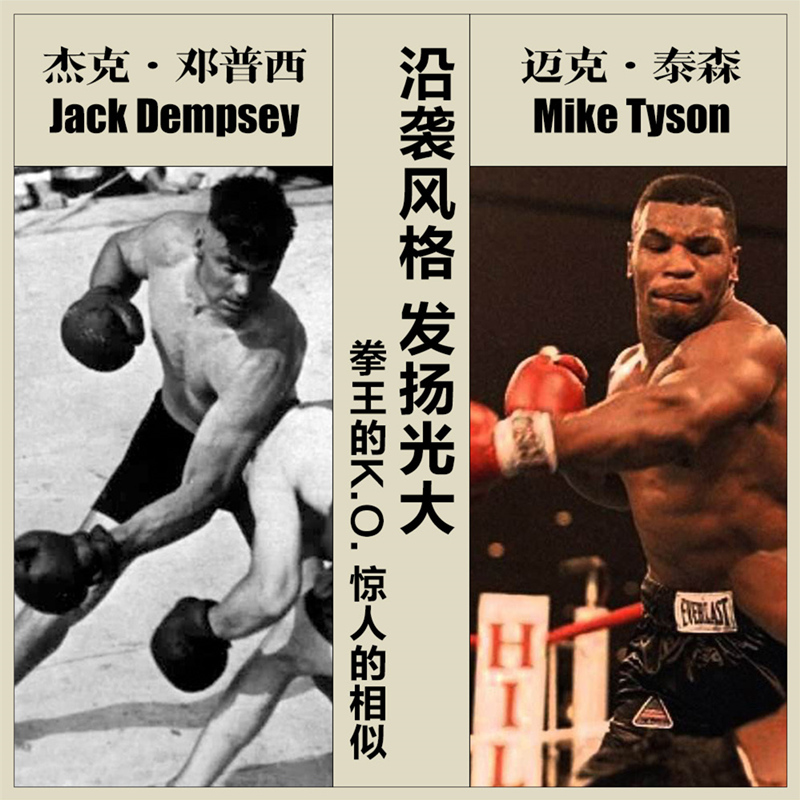 杰克·邓普西
Jack Dempsey
沿袭风格 发扬光大
拳王的K.O. 惊人的相似
迈克·泰森
Mike Tyson
EVERLAST
HIL